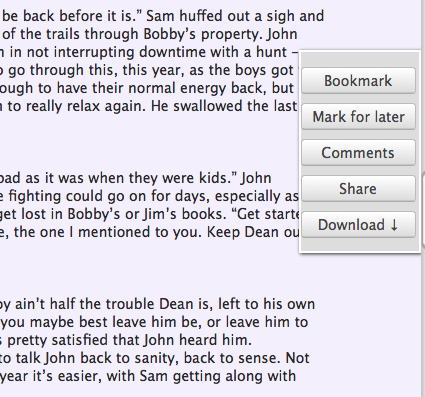 be back before it is.” Sam huffed out a sigh and
of the trails through Bobby’s property. John
in not interrupting downtime with a hunt –
go through this, this year, as the boys got
ough to have their normal energy back, but
to really relax again. He swallowed the last
Bookmark
Mark for later
Comments
Share
Download ↓
as it was when they were kids.” John
fighting could go on for days, especially as
get lost in Bobby’s or Jim’s books. “Get starte
e, the one I mentioned to you. Keep Dean ou
ain’t half the trouble Dean is, left to his own
you maybe best leave him be, or leave him to
pretty satisfied that John heard him.
to talk John back to sanity, back to sense. Not
year it’s easier, with Sam getting along with